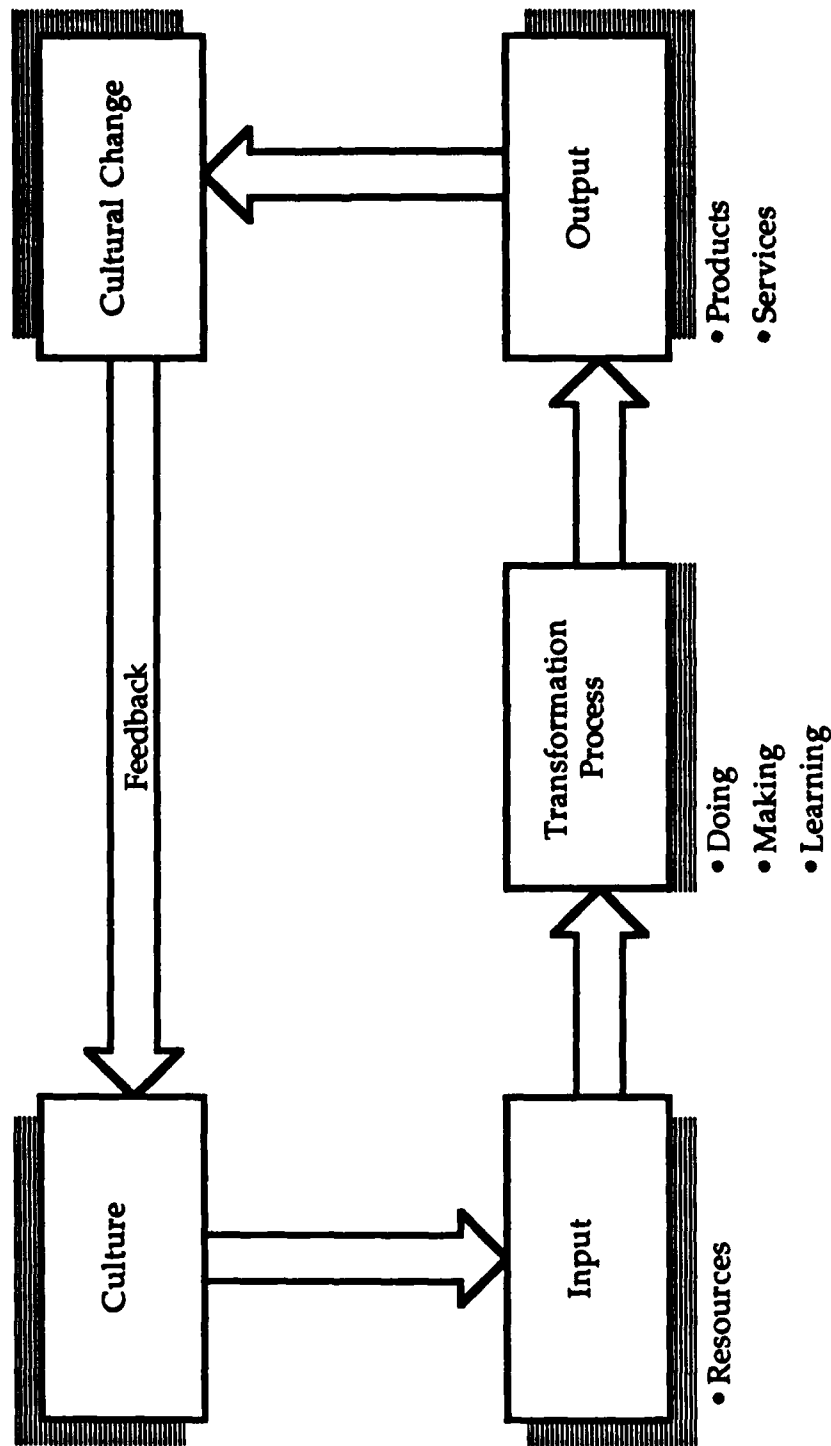 Culture
Feedback
Cultural Change
Input
Transformation
Process
Output
• Resources
• Doing
• Making
• Learning
• Products
• Services